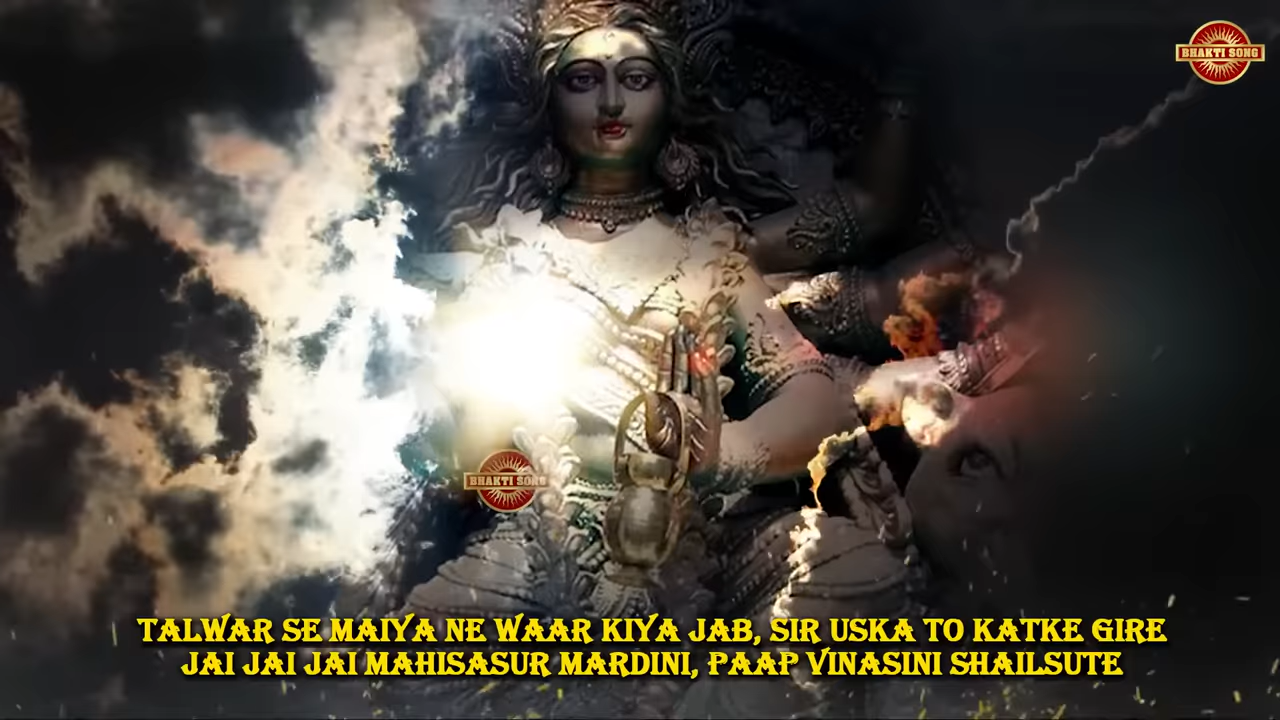 BHAKTI SONG
BHAKTI SONG
TALWAR SE MAIYA NE WAAR KIYA JAB, SIR USKA TO KATKE GIRE
JAI JAI JAI MAHISASUR MARDINI, PAAP VINASINI SHAILSUTE